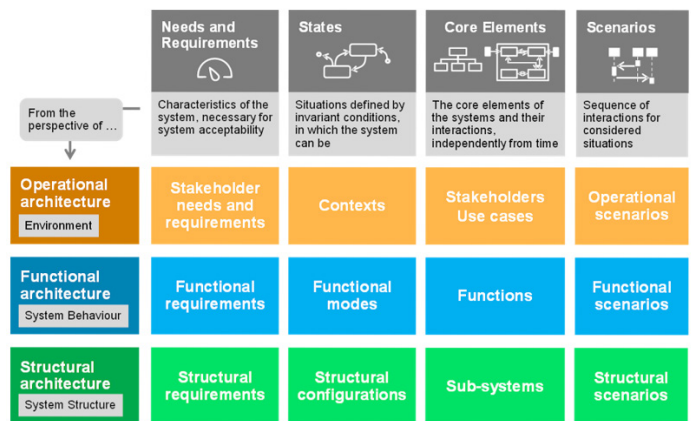 Needs and
Requirements
States
Core Elements
Scenarios
From the
perspective of ...
Characteristics of the
system, necessary for
system acceptability
Situations defined by
invariant conditions,
in which the system
can be
The core elements of
the systems and their
interactions,
independently from time
Sequence of
interactions for
considered
situations
Operational
architecture
Environment
Stakeholder
needs and
requirements
Contexts
Stakeholders
Use cases
Operational
scenarios
Functional
architecture
System Behaviour
Functional
requirements
Functional
modes
Functions
Functional
scenarios
Structural
architecture
System Structure
Structural
requirements
Structural
configurations
Sub-systems
Structural
scenarios